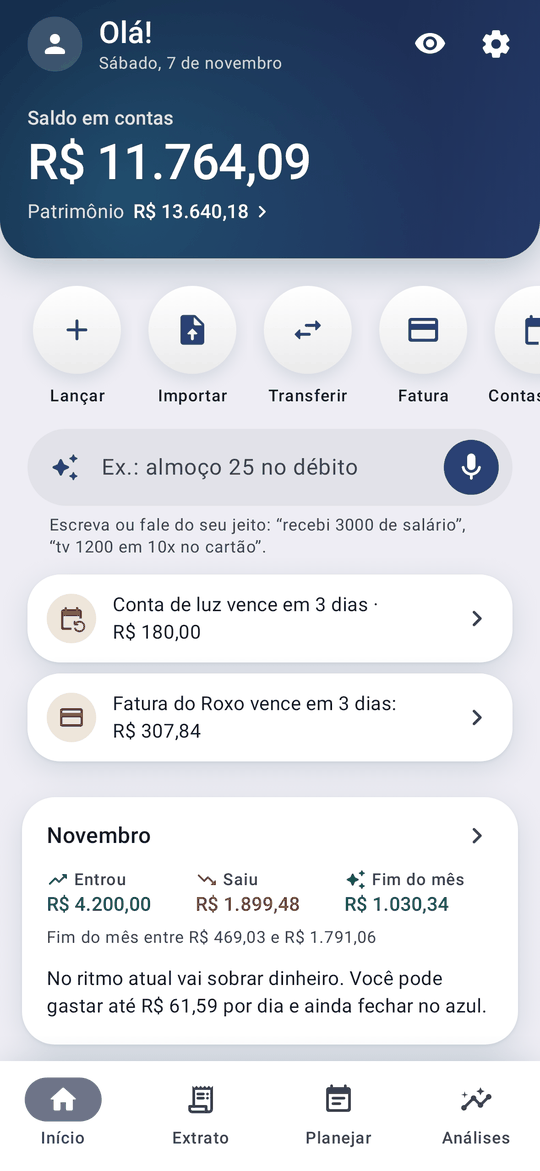 Olá!
Sábado, 7 de novembro
Saldo em contas
R$ 11.764,09
Patrimônio R$ 13.640,18
Lançar
Importar
Transferir
Fatura
Contas
Ex.: almoço 25 no débito
Escreva ou fale do seu jeito: “recebi 3000 de salário”,
“tv 1200 em 10x no cartão”.
Conta de luz vence em 3 dias ·
R$ 180,00
Fatura do Roxo vence em 3 dias:
R$ 307,84
Novembro
Entrou
R$ 4.200,00
Saiu
R$ 1.899,48
Fim do mês
R$ 1.030,34
Fim do mês entre R$ 469,03 e R$ 1.791,06
No ritmo atual vai sobrar dinheiro. Você pode
gastar até R$ 61,59 por dia e ainda fechar no azul.
Início
Extrato
Planejar
Análises